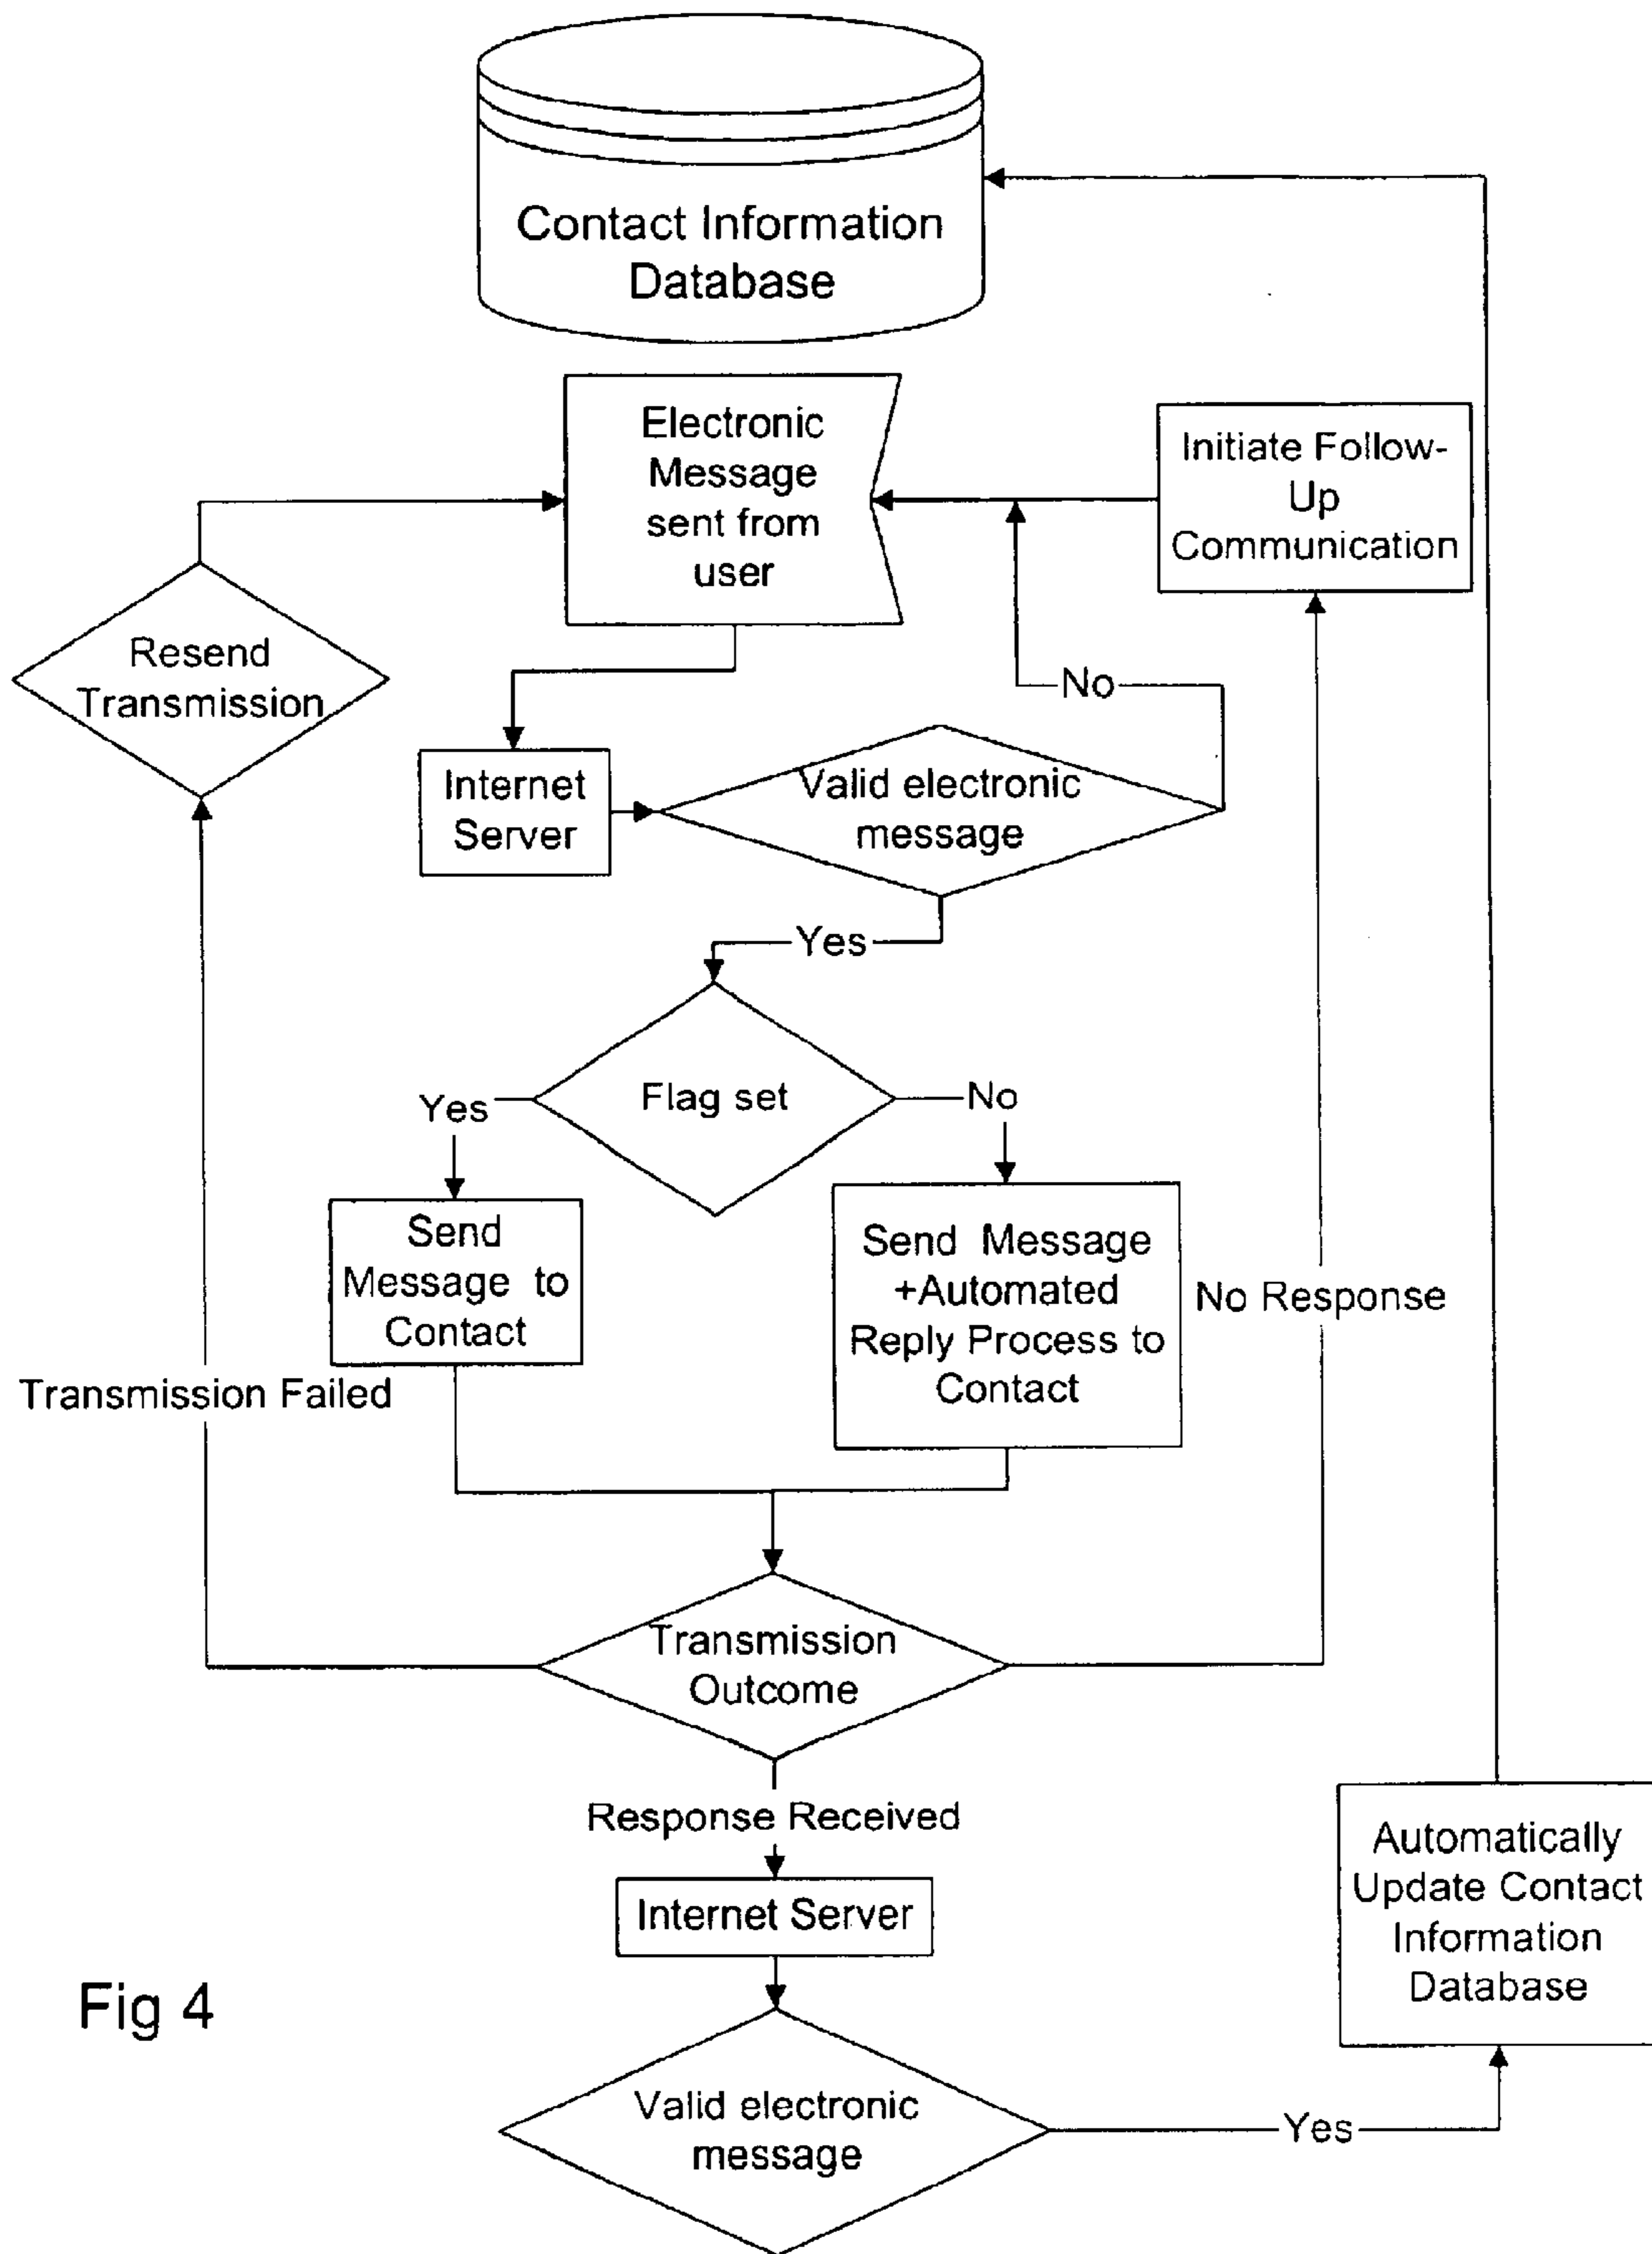 Contact Information
Database
Electronic
Message
sent from
user
Initiate Follow-
Up
Communication
Resend
Transmission
No
Internet
Server
Valid electronic
message
Yes
Flag set
Yes
No
Send
Message to
Contact
Send Message
+Automated
Reply Process to
Contact
No Response
Transmission Failed
Transmission
Outcome
Response Received
Internet Server
Automatically
Update Contact
Information
Database
Fig 4
Valid electronic
message
Yes